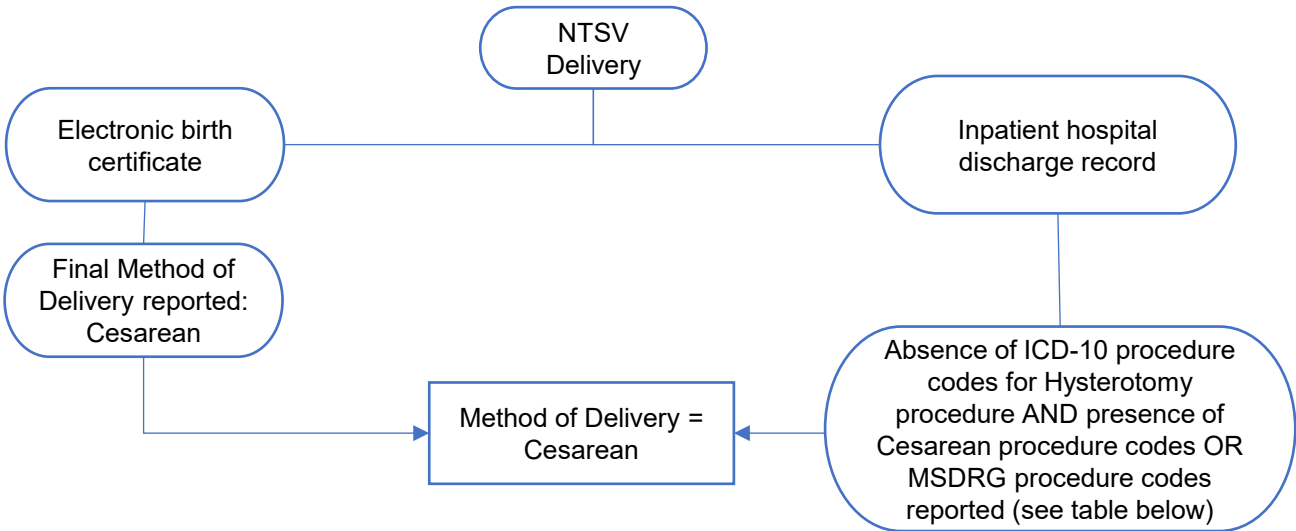 NTSV
Delivery
Electronic birth
certificate
Inpatient hospital
discharge record
Final Method of
Delivery reported:
Cesarean
Method of Delivery =
Cesarean
Absence of ICD-10 procedure
codes for Hysterotomy
procedure AND presence of
Cesarean procedure codes OR
MSDRG procedure codes
reported (see table below)